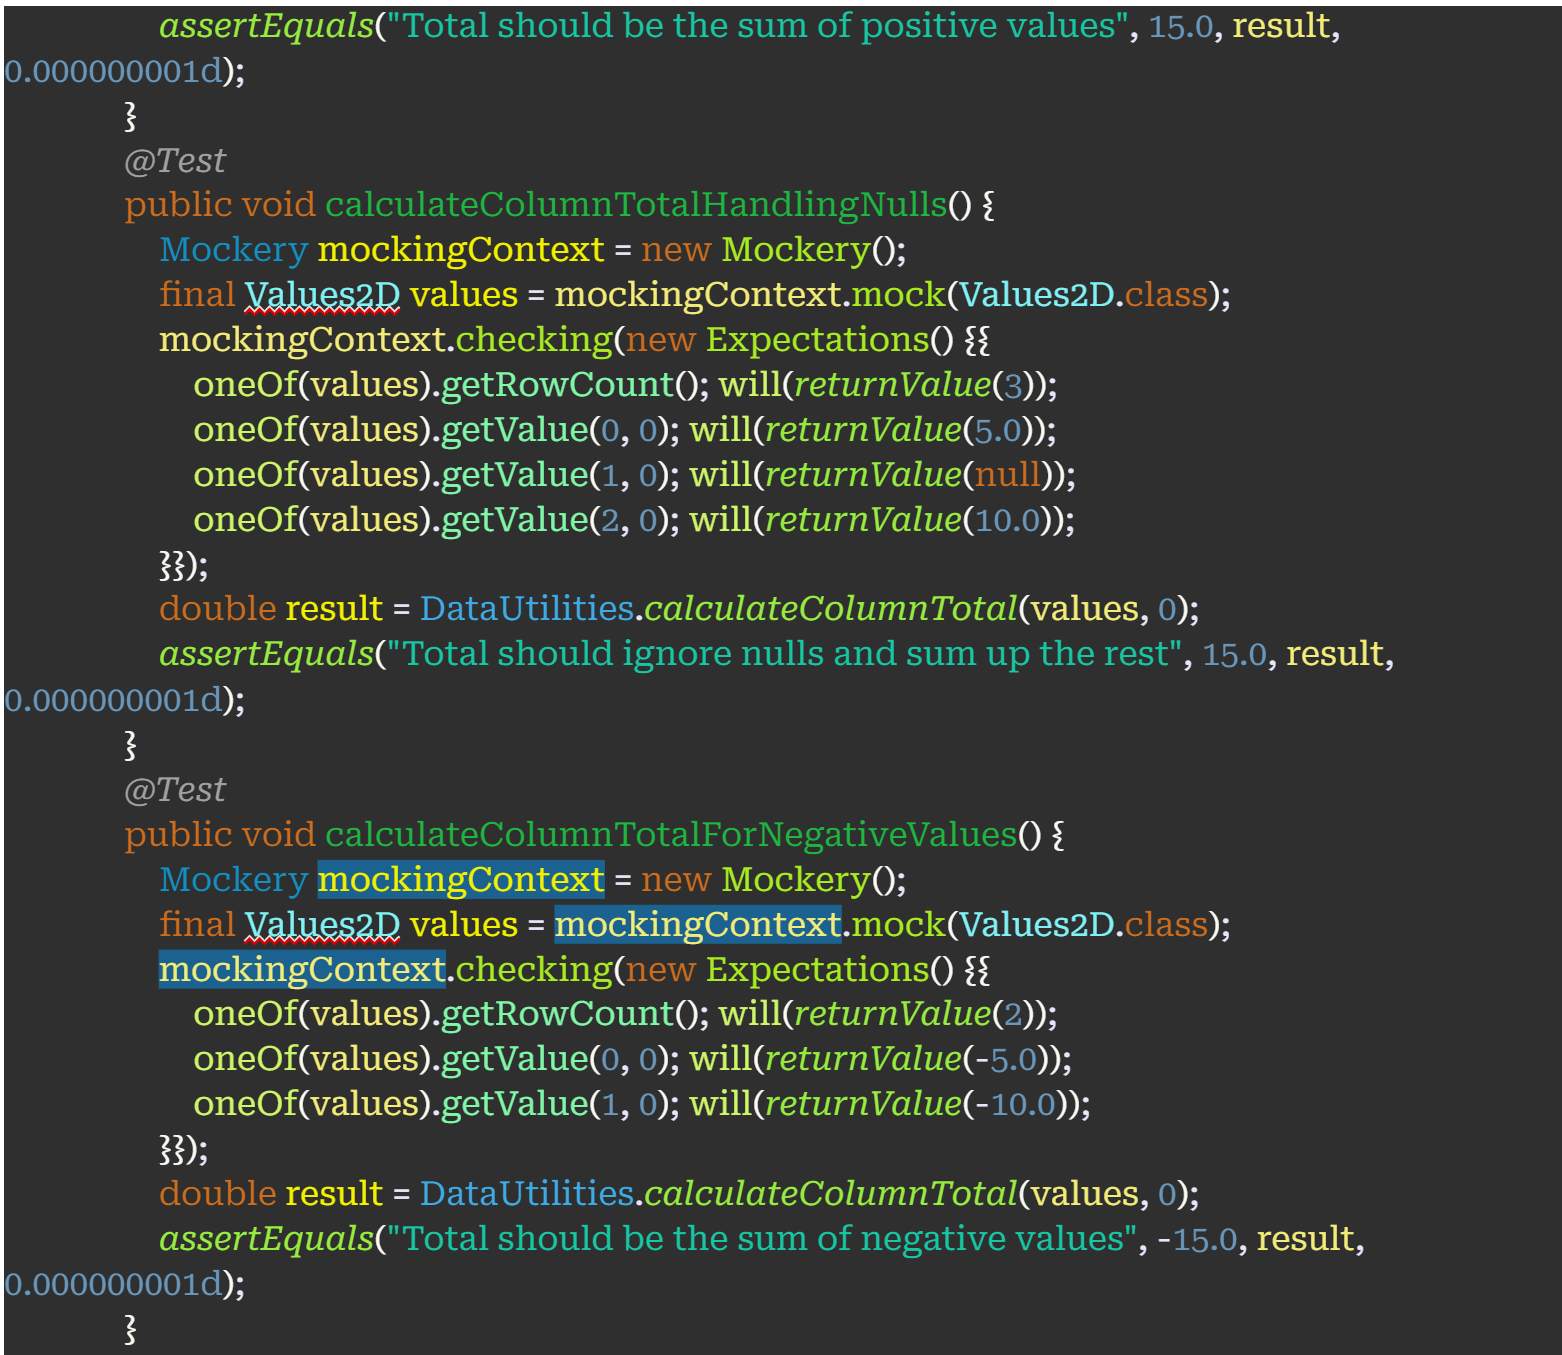 assertEquals("Total should be the sum of positive values", 15.0, result,
0.000000001d);
}
@Test
public void calculateColumnTotalHandlingNulls() {
Mockery mockingContext = new Mockery();
final Values2D values = mockingContext.mock(Values2D.class);
mockingContext.checking(new Expectations() {{
oneOf(values).getRowCount(); will(returnValue(3));
oneOf(values).getValue(0, 0); will(returnValue(5.0));
oneOf(values).getValue(1, 0); will(returnValue(null));
oneOf(values).getValue(2, 0); will(returnValue(10.0));
}});
double result = DataUtilities.calculateColumnTotal(values, 0);
assertEquals("Total should ignore nulls and sum up the rest", 15.0, result,
0.000000001d);
}
@Test
public void calculateColumnTotalForNegativeValues() {
Mockery mockingContext = new Mockery();
final Values2D values = mockingContext.mock(Values2D.class);
mockingContext.checking(new Expectations() {{
oneOf(values).getRowCount(); will(returnValue(2));
oneOf(values).getValue(0, 0); will(returnValue(-5.0));
oneOf(values).getValue(1, 0); will(returnValue(-10.0));
}});
double result = DataUtilities.calculateColumnTotal(values, 0);
assertEquals("Total should be the sum of negative values", -15.0, result,
0.000000001d);
}